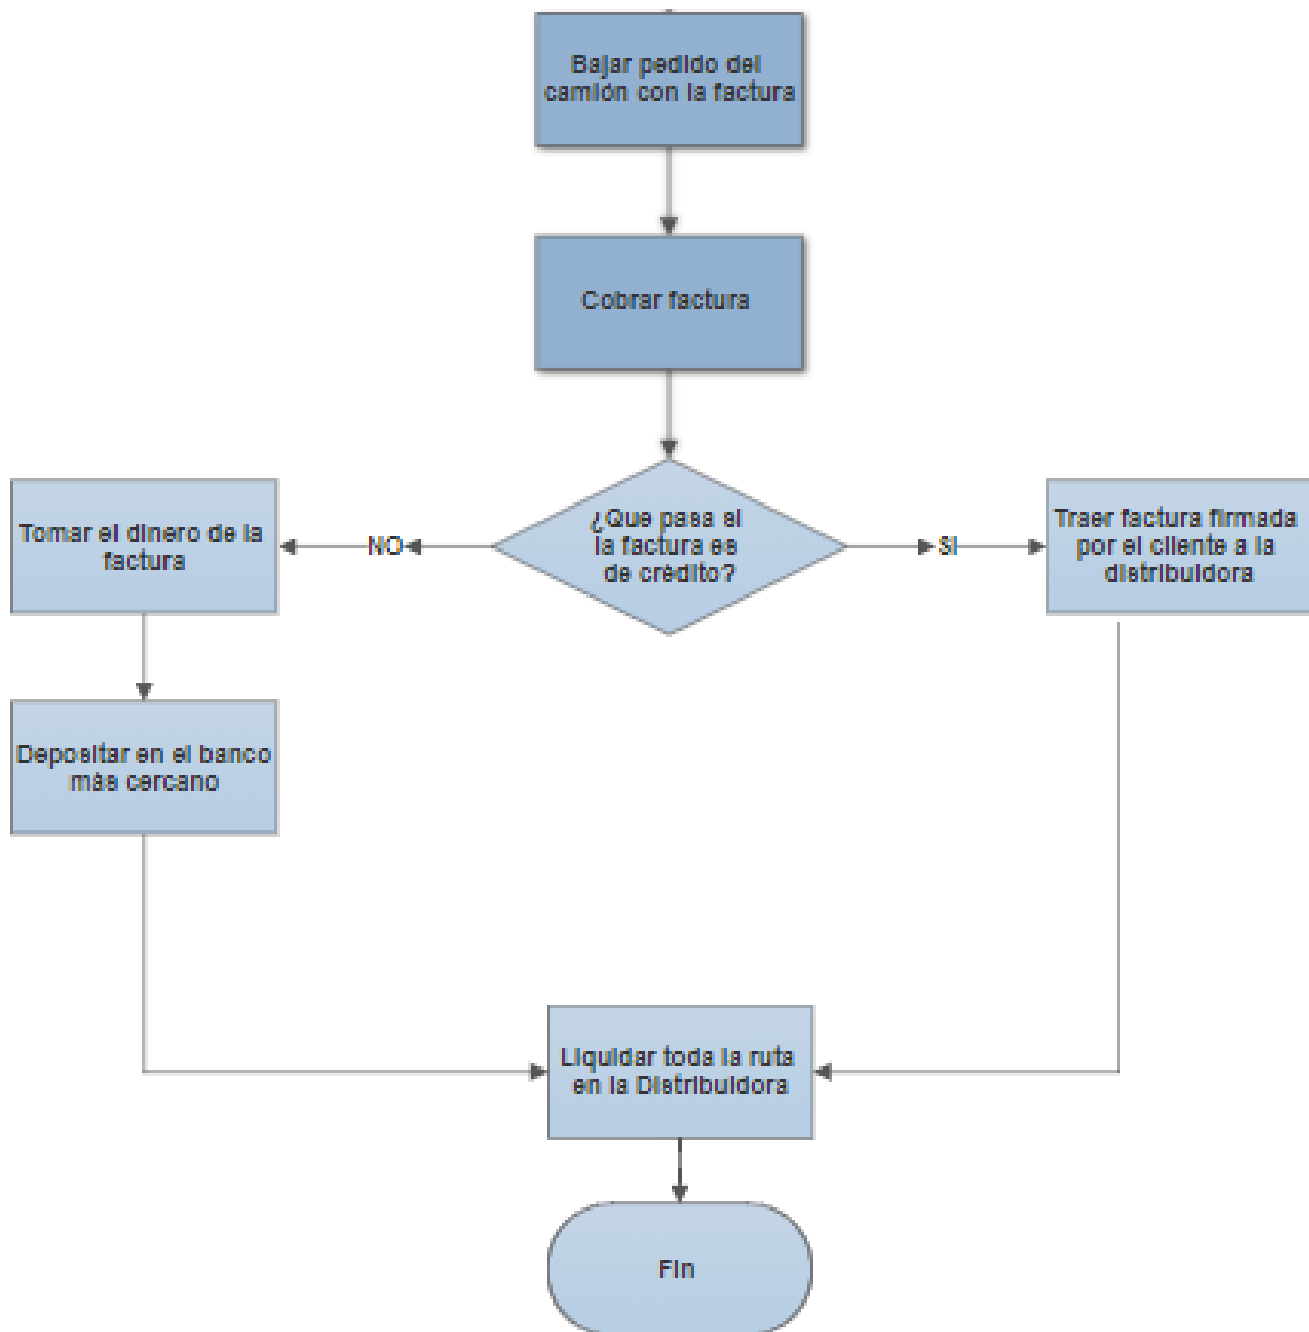 Bajar pedido del
camión con la factura
Cobrar factura
¿Que pasa si
la factura es
de crédito?
NO
SI
Tomar el dinero de la
factura
Traer factura firmada
por el cliente a la
distribuidora
Depositar en el banco
más cercano
Liquidar toda la ruta
en la Distribuidora
Fin